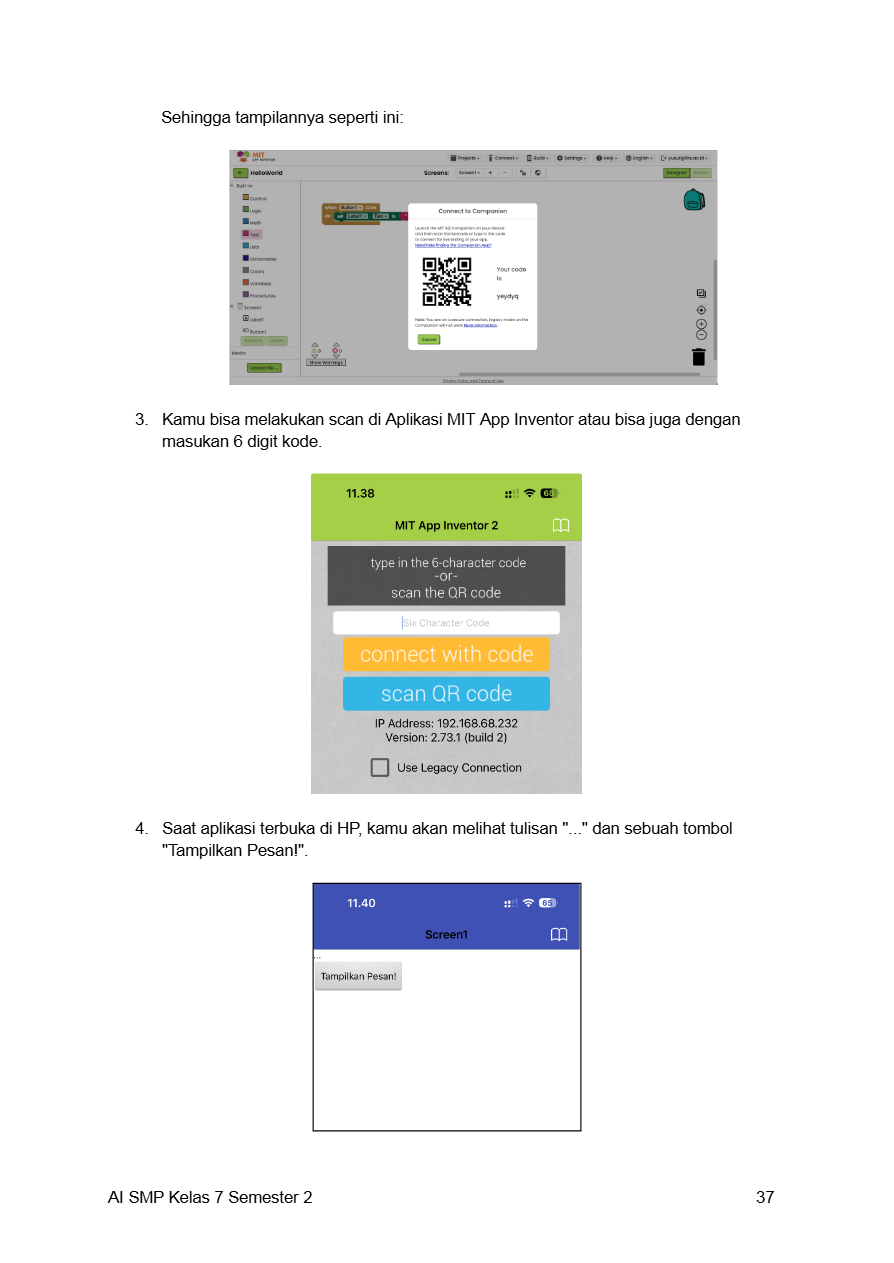 Sehingga tampilannya seperti ini:
MIT
APP INVENTOR
Projects Connect Build Settings Help English yusuf@itts.ac.id
HelloWorld Screens: Screen1 Designer Blocks
Built-in
Control
Logic
Math
Text
Lists
Dictionaries
Colors
Variables
Procedures
Screen1
Label1
Button1
Rename Delete
Media
Upload File ...
when Button1 .Click
do set Label1 . Text to
Connect to Companion
Launch the MIT AI2 Companion on your device
and then scan the barcode or type in the code
to connect for live testing of your app.
Need help finding the Companion App?
Your code
is:
yeydyq
Note: You are on a secure connection, legacy mode on the
Companion will not work More Information
Cancel
0 0
Show Warnings
Privacy Policy and Terms of Use
3. Kamu bisa melakukan scan di Aplikasi MIT App Inventor atau bisa juga dengan
masukan 6 digit kode.
11.38
MIT App Inventor 2
type in the 6-character code
-or-
scan the QR code
Six Character Code
connect with code
scan QR code
IP Address: 192.168.68.232
Version: 2.73.1 (build 2)
Use Legacy Connection
4. Saat aplikasi terbuka di HP, kamu akan melihat tulisan "..." dan sebuah tombol
"Tampilkan Pesan!".
11.40 65
Screen1
...
Tampilkan Pesan!
AI SMP Kelas 7 Semester 2 37